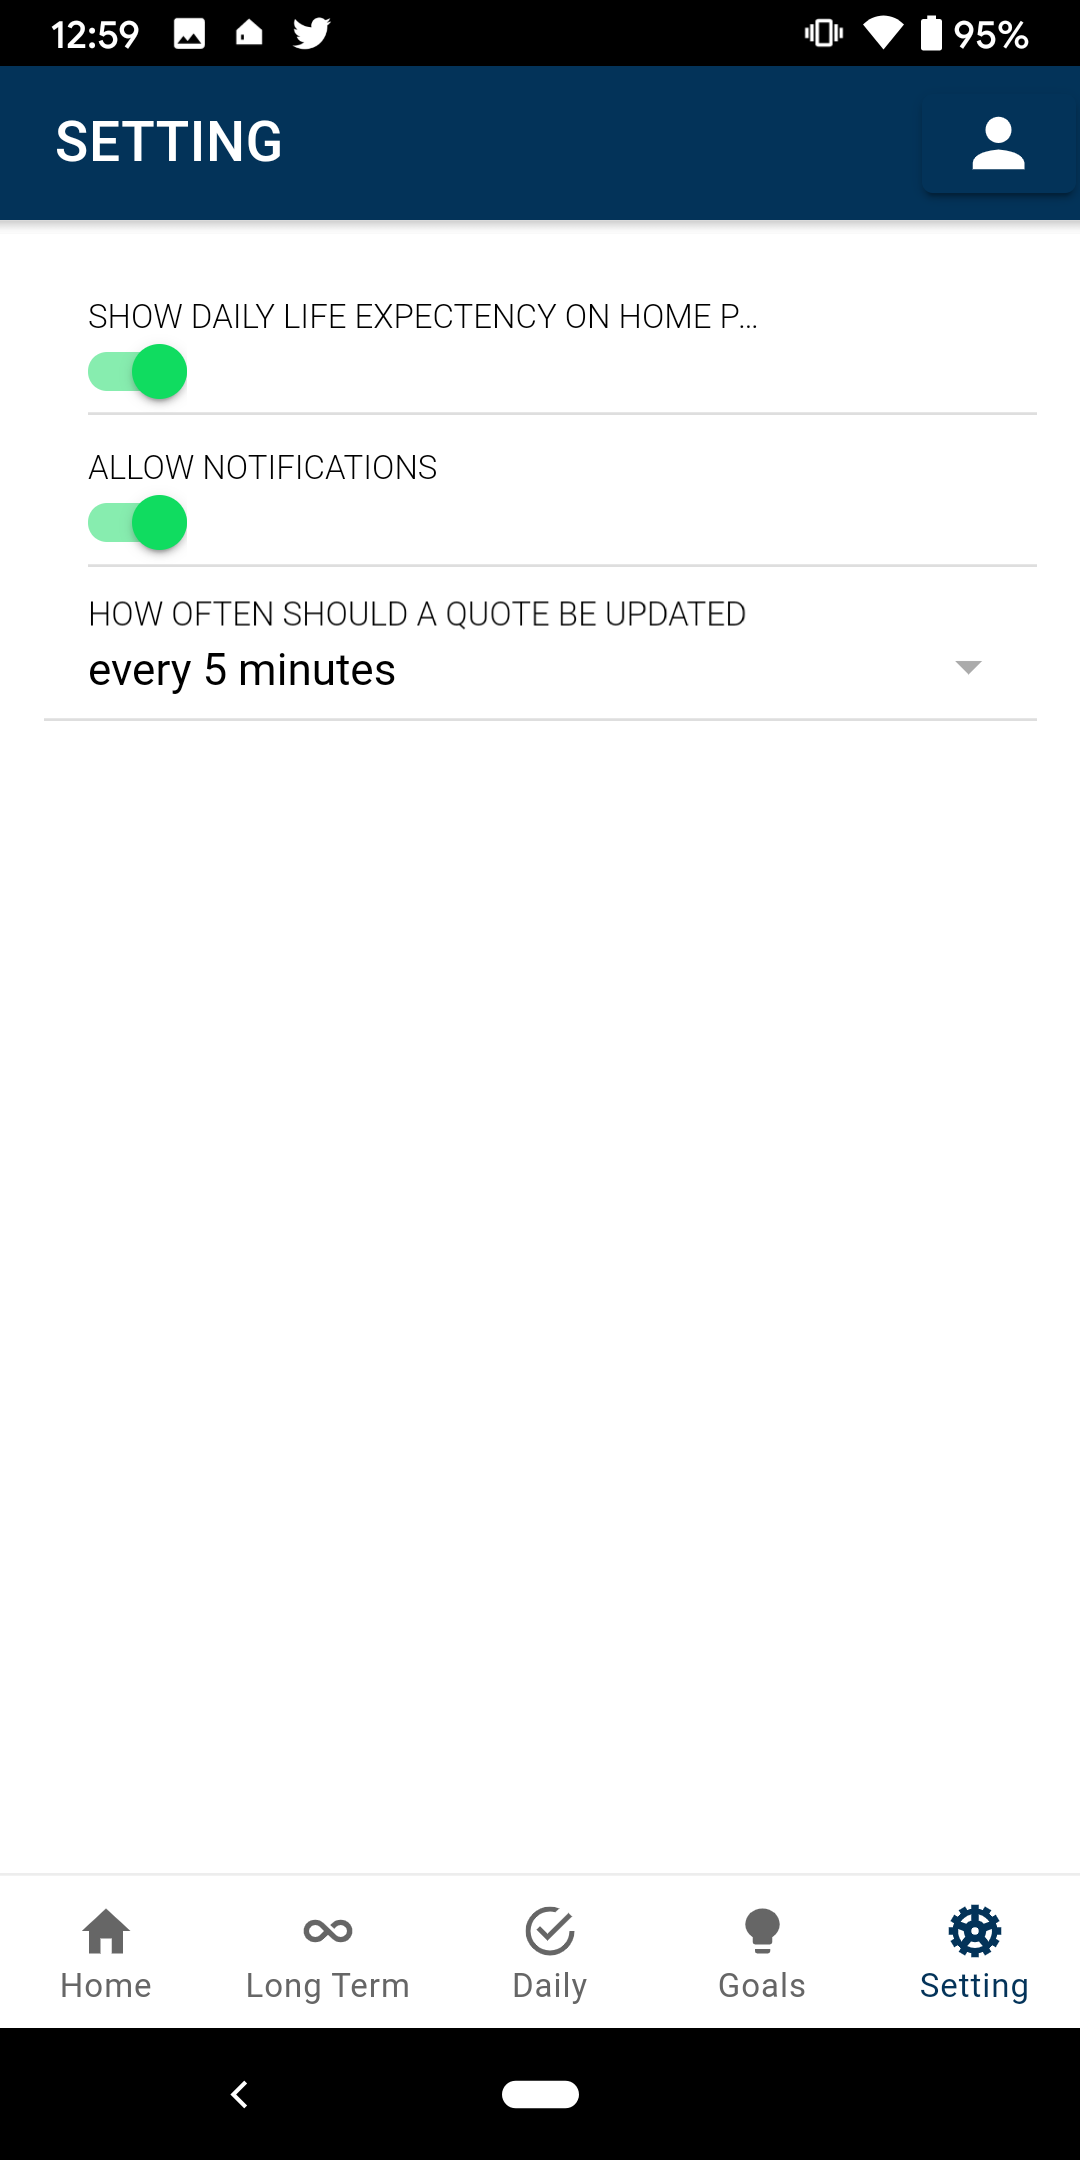 12:59
95%
SETTING
SHOW DAILY LIFE EXPECTENCY ON HOME P...
ALLOW NOTIFICATIONS
HOW OFTEN SHOULD A QUOTE BE UPDATED
every 5 minutes
Home
Long Term
Daily
Goals
Setting